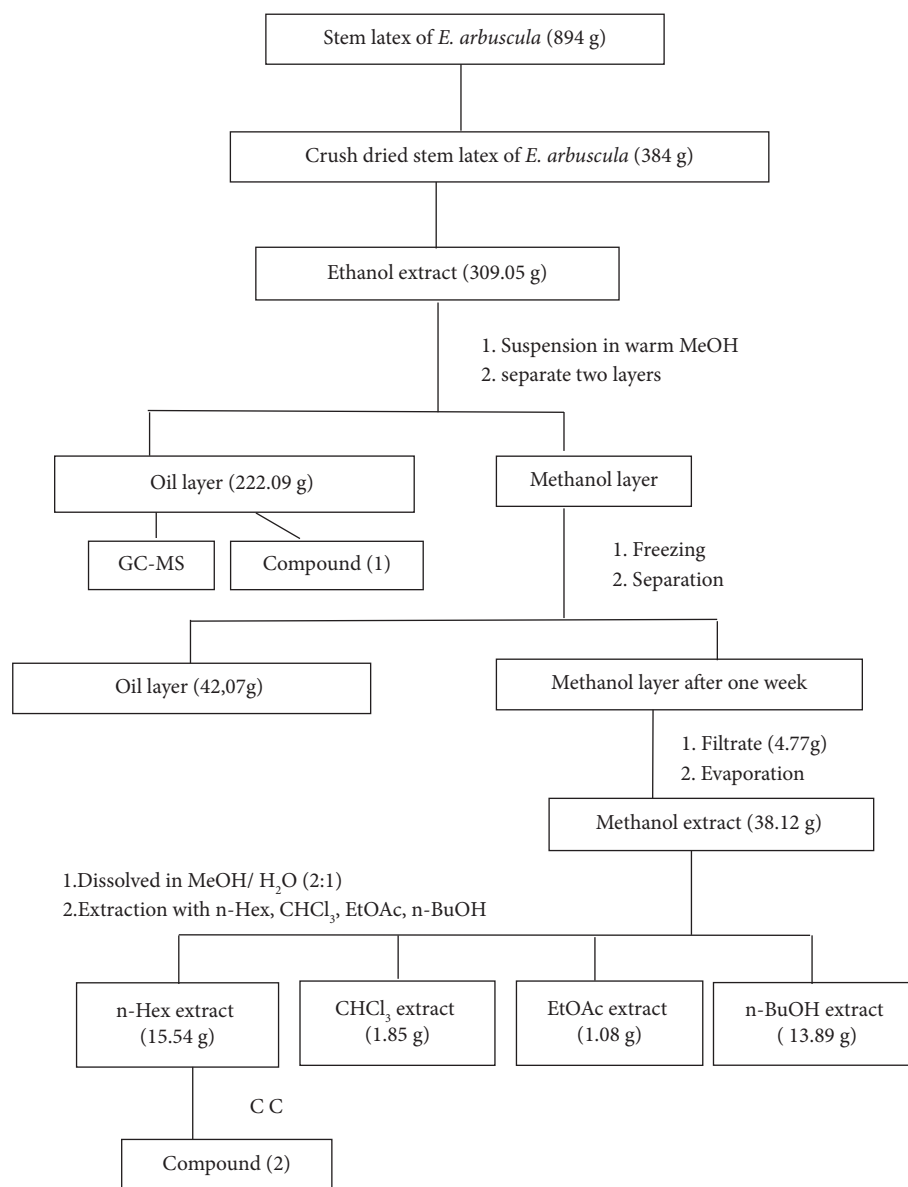 Stem latex of E. arbuscula (894 g)
Crush dried stem latex of E. arbuscula (384 g)
Ethanol extract (309.05 g)
1. Suspension in warm MeOH
2. separate two layers
Oil layer (222.09 g)
Methanol layer
GC-MS
Compound (1)
1. Freezing
2. Separation
Oil layer (42,07g)
Methanol layer after one week
1. Filtrate (4.77g)
2. Evaporation
Methanol extract (38.12 g)
1.Dissolved in MeOH/ H₂O (2:1)
2.Extraction with n-Hex, CHCl₃, EtOAc, n-BuOH
n-Hex extract
(15.54 g)
CHCl₃ extract
(1.85 g)
EtOAc extract
(1.08 g)
n-BuOH extract
( 13.89 g)
C C
Compound (2)